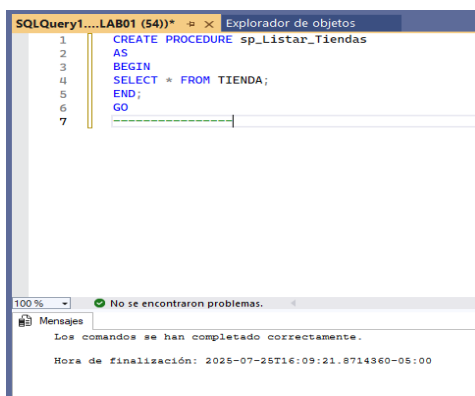 SQLQuery1....LAB01 (54))* Explorador de objetos
1 CREATE PROCEDURE sp_Listar_Tiendas
2 AS
3 BEGIN
4 SELECT * FROM TIENDA;
5 END;
6 GO
7 ----------------
100 % No se encontraron problemas.
Mensajes
Los comandos se han completado correctamente.
Hora de finalización: 2025-07-25T16:09:21.8714360-05:00